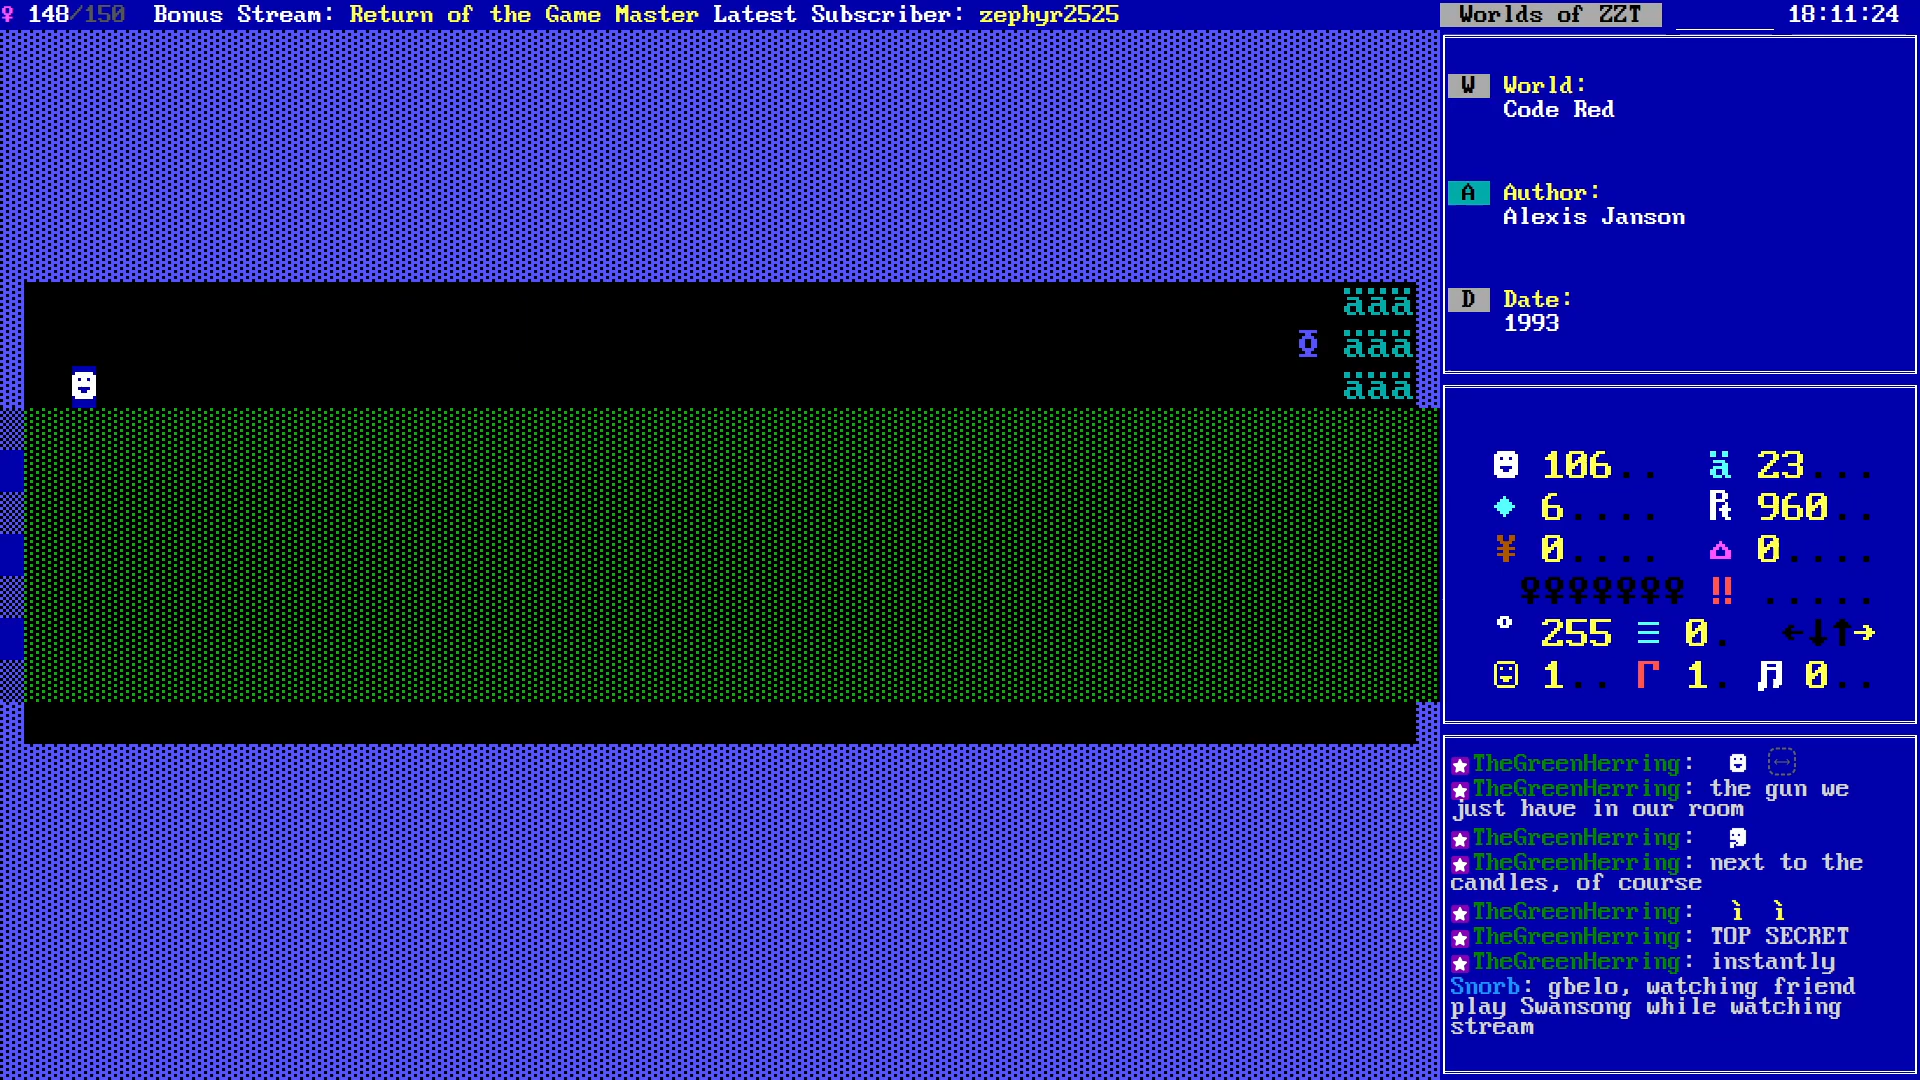 ♀ 148/150 Bonus Stream: Return of the Game Master Latest Subscriber: zephyr2525
Worlds of ZZT 18:11:24
W World:
Code Red
A Author:
Alexis Janson
D Date:
1993
äää
Φ äää
äää
106.. ä 23...
♦ 6.... ℞ 960..
¥ 0.... 0....
♀♀♀♀♀♀♀ ‼ .....
° 255 ≡ 0. ←↓↑→
1.. Γ 1. ♫ 0..
TheGreenHerring:
TheGreenHerring: the gun we
just have in our room
TheGreenHerring:
TheGreenHerring: next to the
candles, of course
TheGreenHerring: ì ì
TheGreenHerring: TOP SECRET
TheGreenHerring: instantly
Snorb: gbelo, watching friend
play Swansong while watching
stream